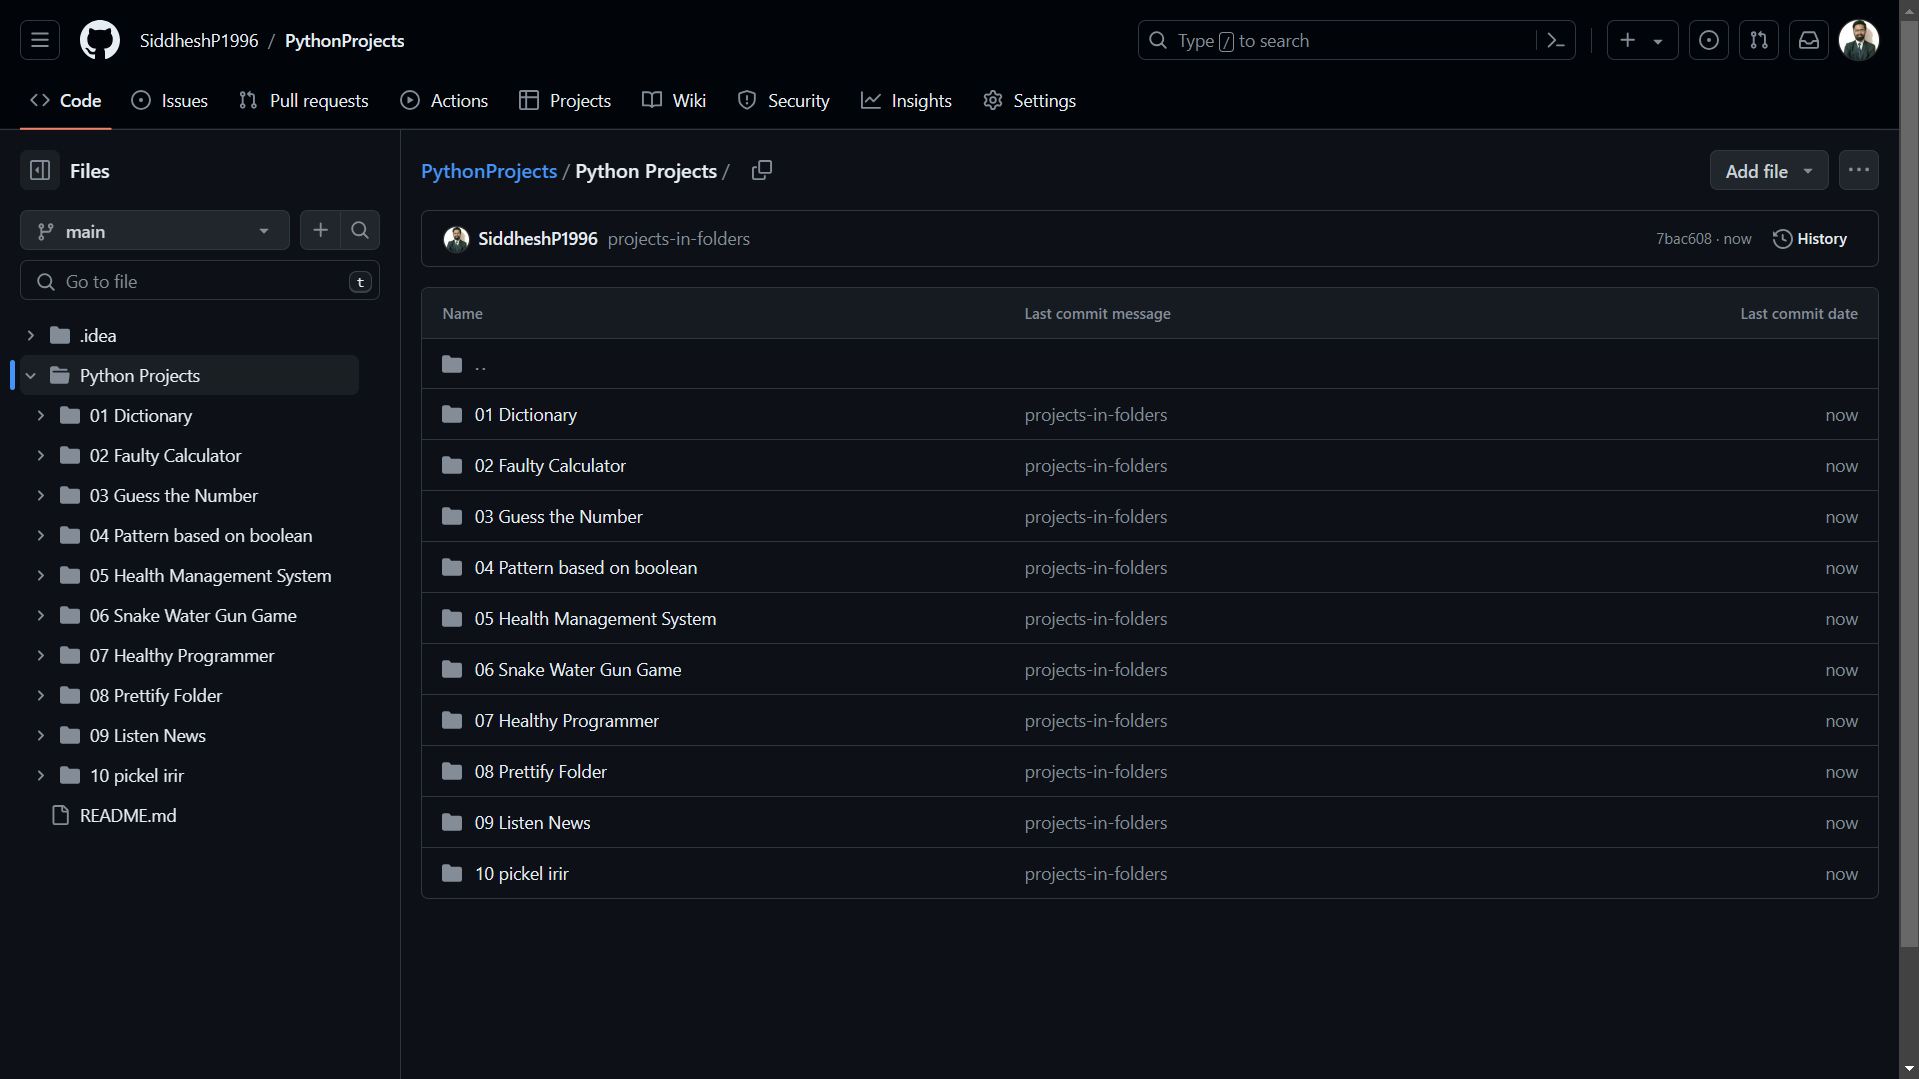 SiddheshP1996 / PythonProjects
Type / to search
Code Issues Pull requests Actions Projects Wiki Security Insights Settings
Files
main
Go to file t
.idea
Python Projects
01 Dictionary
02 Faulty Calculator
03 Guess the Number
04 Pattern based on boolean
05 Health Management System
06 Snake Water Gun Game
07 Healthy Programmer
08 Prettify Folder
09 Listen News
10 pickel irir
README.md
PythonProjects / Python Projects /
Add file
SiddheshP1996 projects-in-folders 7bac608 · now History
Name Last commit message Last commit date
..
01 Dictionary projects-in-folders now
02 Faulty Calculator projects-in-folders now
03 Guess the Number projects-in-folders now
04 Pattern based on boolean projects-in-folders now
05 Health Management System projects-in-folders now
06 Snake Water Gun Game projects-in-folders now
07 Healthy Programmer projects-in-folders now
08 Prettify Folder projects-in-folders now
09 Listen News projects-in-folders now
10 pickel irir projects-in-folders now